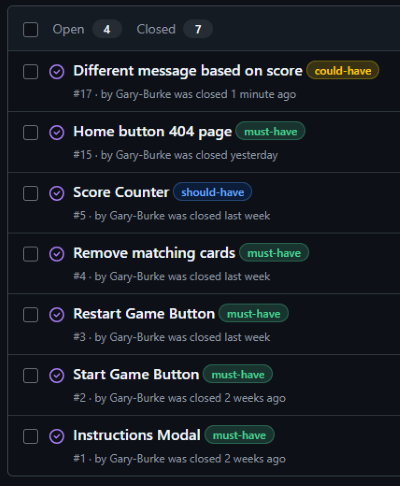 Open 4 Closed 7
Different message based on score could-have
#17 · by Gary-Burke was closed 1 minute ago
Home button 404 page must-have
#15 · by Gary-Burke was closed yesterday
Score Counter should-have
#5 · by Gary-Burke was closed last week
Remove matching cards must-have
#4 · by Gary-Burke was closed last week
Restart Game Button must-have
#3 · by Gary-Burke was closed last week
Start Game Button must-have
#2 · by Gary-Burke was closed 2 weeks ago
Instructions Modal must-have
#1 · by Gary-Burke was closed 2 weeks ago